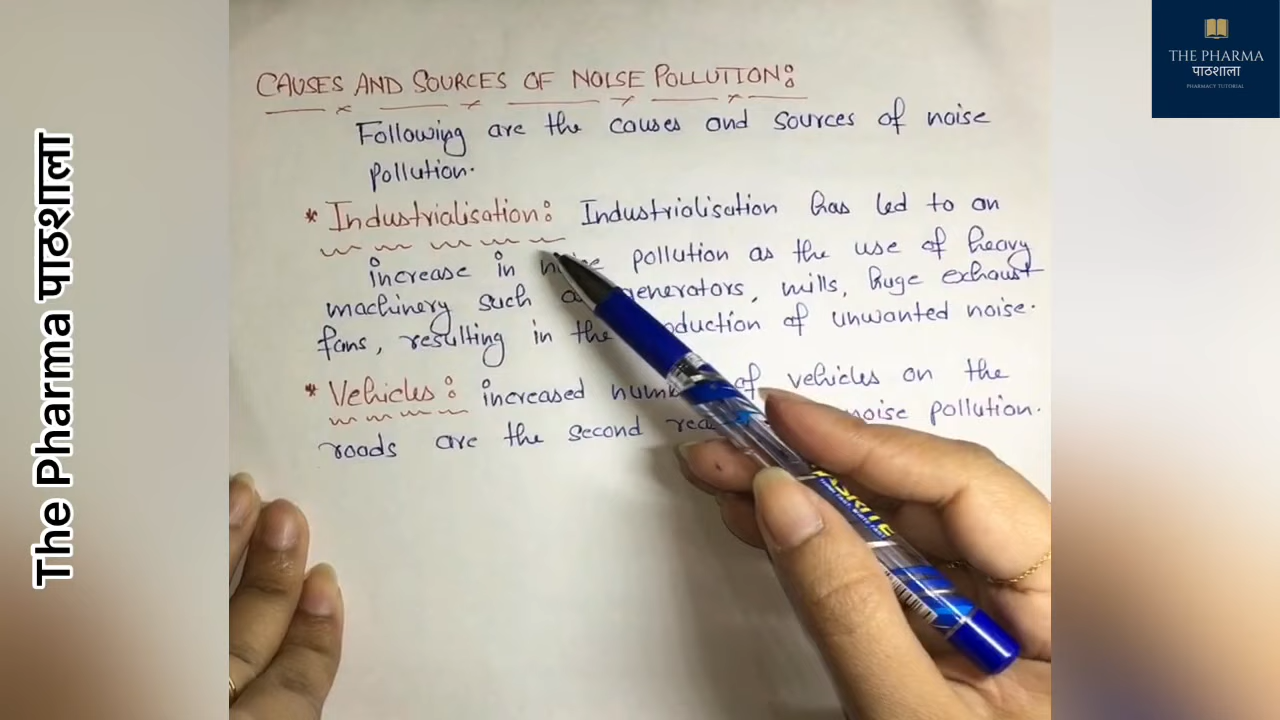 CAUSES AND SOURCES OF NOISE POLLUTION:
Following are the causes and sources of noise
pollution.
* Industrialisation: Industrialisation has led to an
increase in pollution as the use of heavy
machinery such generators, mills, huge exhaust
fans, resulting in the production of unwanted noise.
* Vehicles: increased of vehicles on the
roads are the second noise pollution.
The Pharma पाठशाला
THE PHARMA
पाठशाला
PHARMACY TUTORIAL